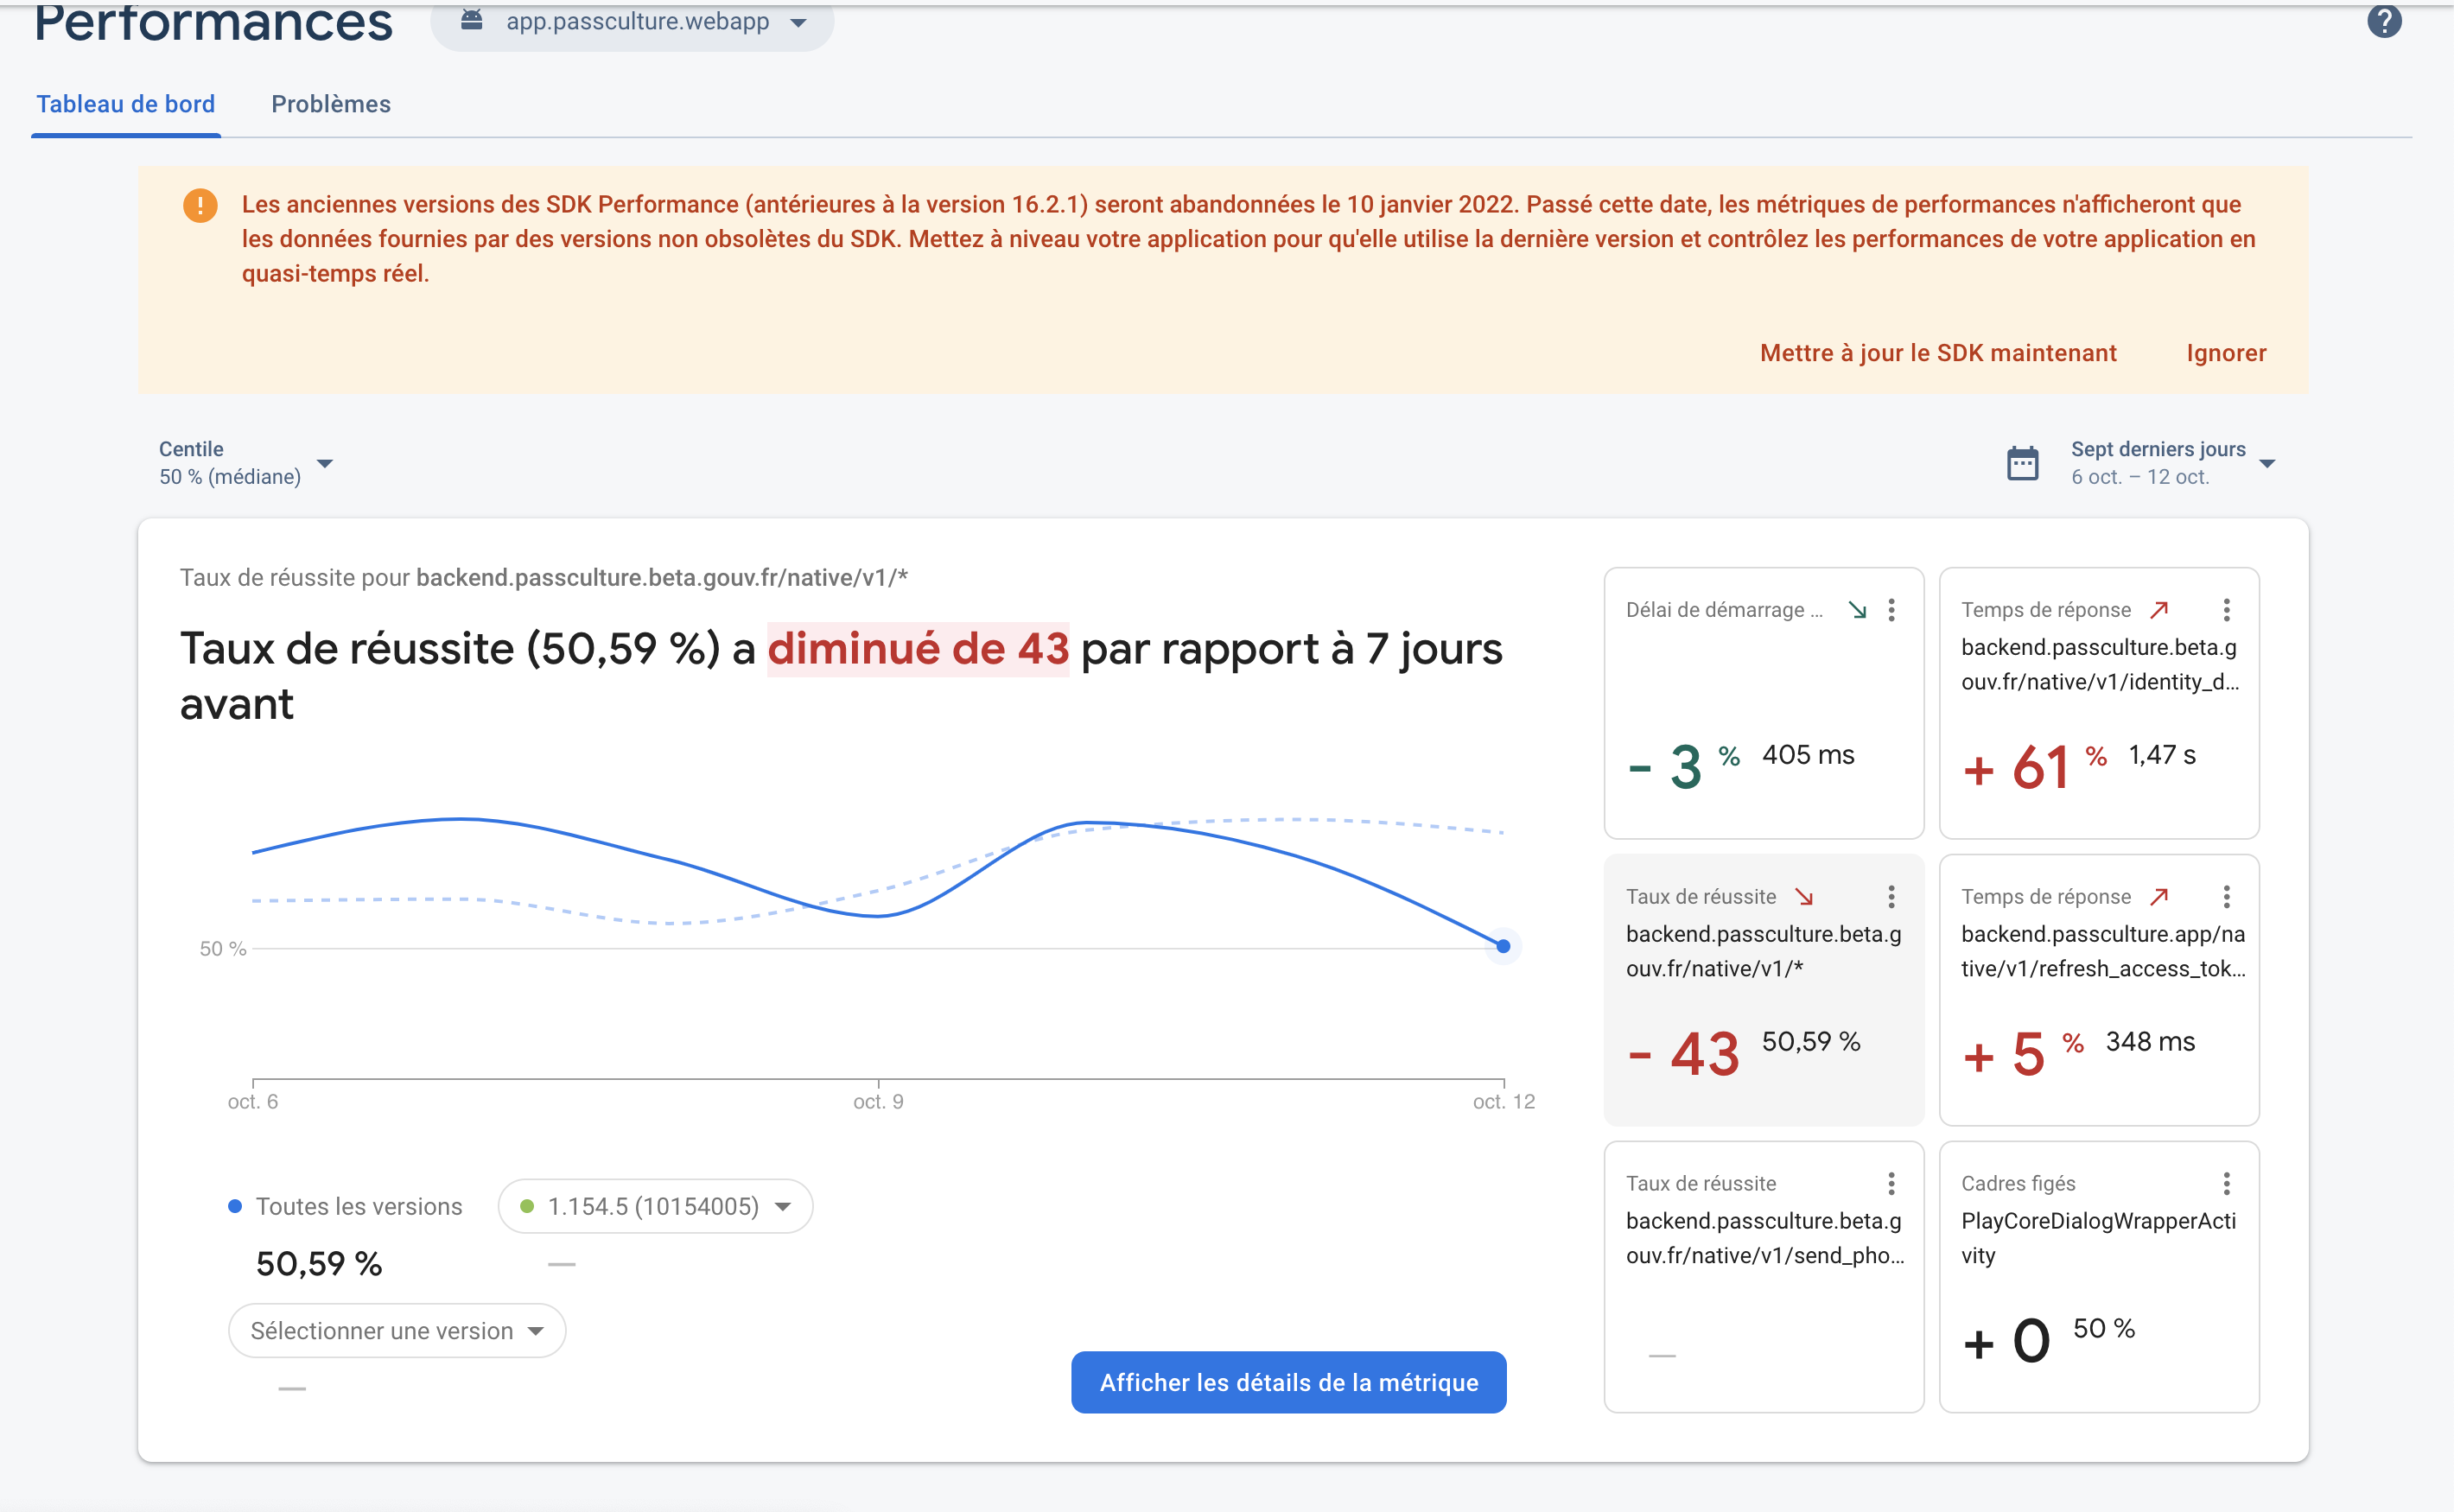 Performances
app.passculture.webapp
Tableau de bord
Problèmes
Les anciennes versions des SDK Performance (antérieures à la version 16.2.1) seront abandonnées le 10 janvier 2022. Passé cette date, les métriques de performances n'afficheront que
les données fournies par des versions non obsolètes du SDK. Mettez à niveau votre application pour qu'elle utilise la dernière version et contrôlez les performances de votre application en
quasi-temps réel.
Mettre à jour le SDK maintenant
Ignorer
Centile
50 % (médiane)
Sept derniers jours
6 oct. – 12 oct.
Taux de réussite pour backend.passculture.beta.gouv.fr/native/v1/*
Taux de réussite (50,59 %) a diminué de 43 par rapport à 7 jours
avant
50 %
oct. 6
oct. 9
oct. 12
Toutes les versions
1.154.5 (10154005)
50,59 %
—
Sélectionner une version
—
Afficher les détails de la métrique
Délai de démarrage ...
- 3 % 405 ms
Temps de réponse
backend.passculture.beta.g
ouv.fr/native/v1/identity_d...
+ 61 % 1,47 s
Taux de réussite
backend.passculture.beta.g
ouv.fr/native/v1/*
- 43 50,59 %
Temps de réponse
backend.passculture.app/na
tive/v1/refresh_access_tok...
+ 5 % 348 ms
Taux de réussite
backend.passculture.beta.g
ouv.fr/native/v1/send_pho...
—
Cadres figés
PlayCoreDialogWrapperActi
vity
+ 0 50 %